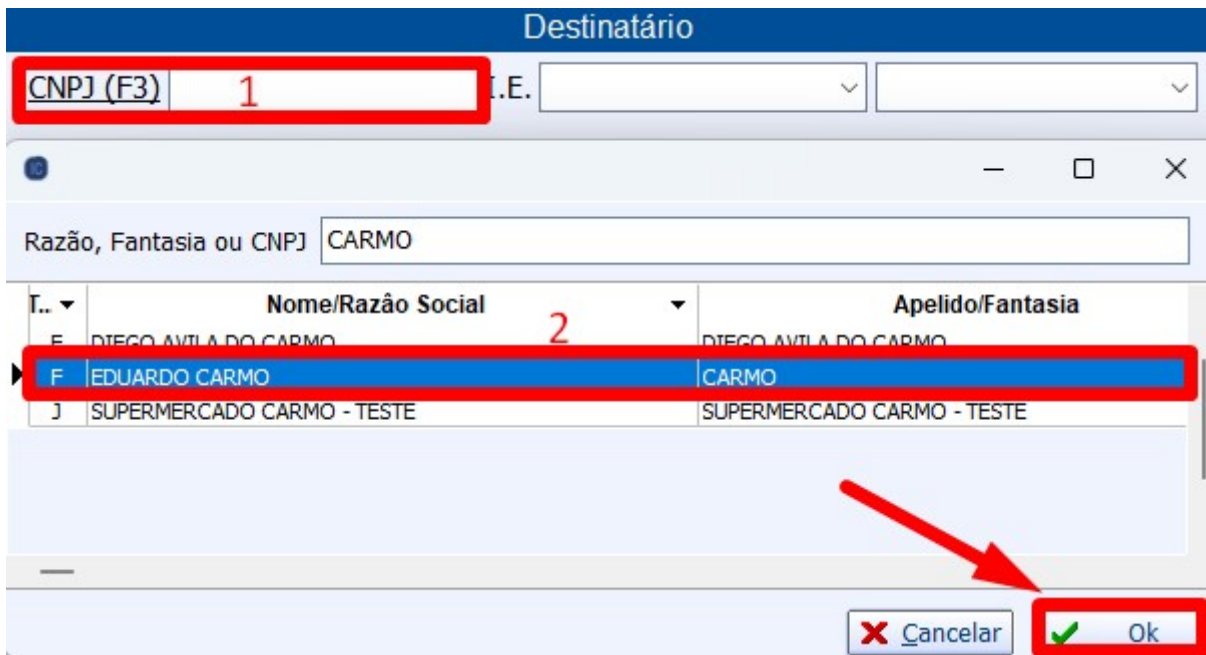 Destinatário
CNPJ (F3) 1 I.E.
Razão, Fantasia ou CNPJ CARMO
T.. Nome/Razâo Social Apelido/Fantasia
2
F DIEGO AVILA DO CARMO DIEGO AVILA DO CARMO
F EDUARDO CARMO CARMO
J SUPERMERCADO CARMO - TESTE SUPERMERCADO CARMO - TESTE
Cancelar Ok